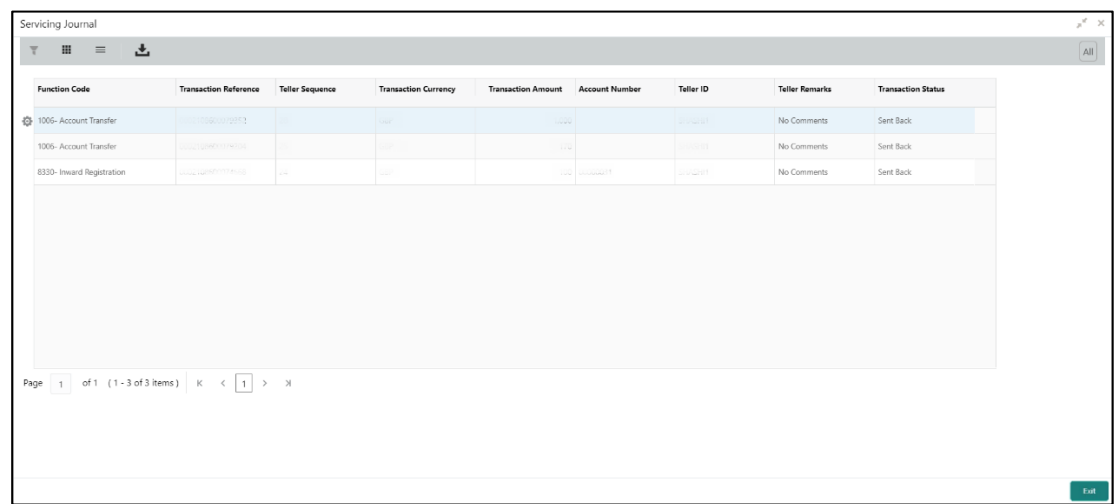 Servicing Journal
All
Function Code Transaction Reference Teller Sequence Transaction Currency Transaction Amount Account Number Teller ID Teller Remarks Transaction Status
1006- Account Transfer No Comments Sent Back
1006- Account Transfer No Comments Sent Back
8330- Inward Registration No Comments Sent Back
Page 1 of 1 ( 1 - 3 of 3 items ) 1
Exit